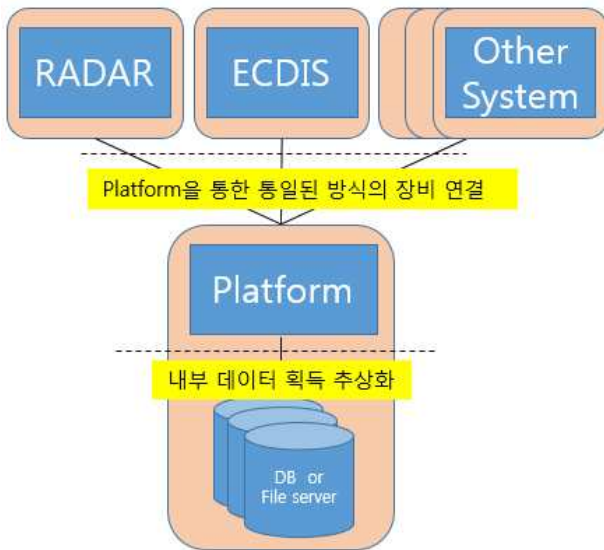 RADAR
ECDIS
Other
System
Platform을 통한 통일된 방식의 장비 연결
Platform
내부 데이터 획득 추상화
DB or
File server